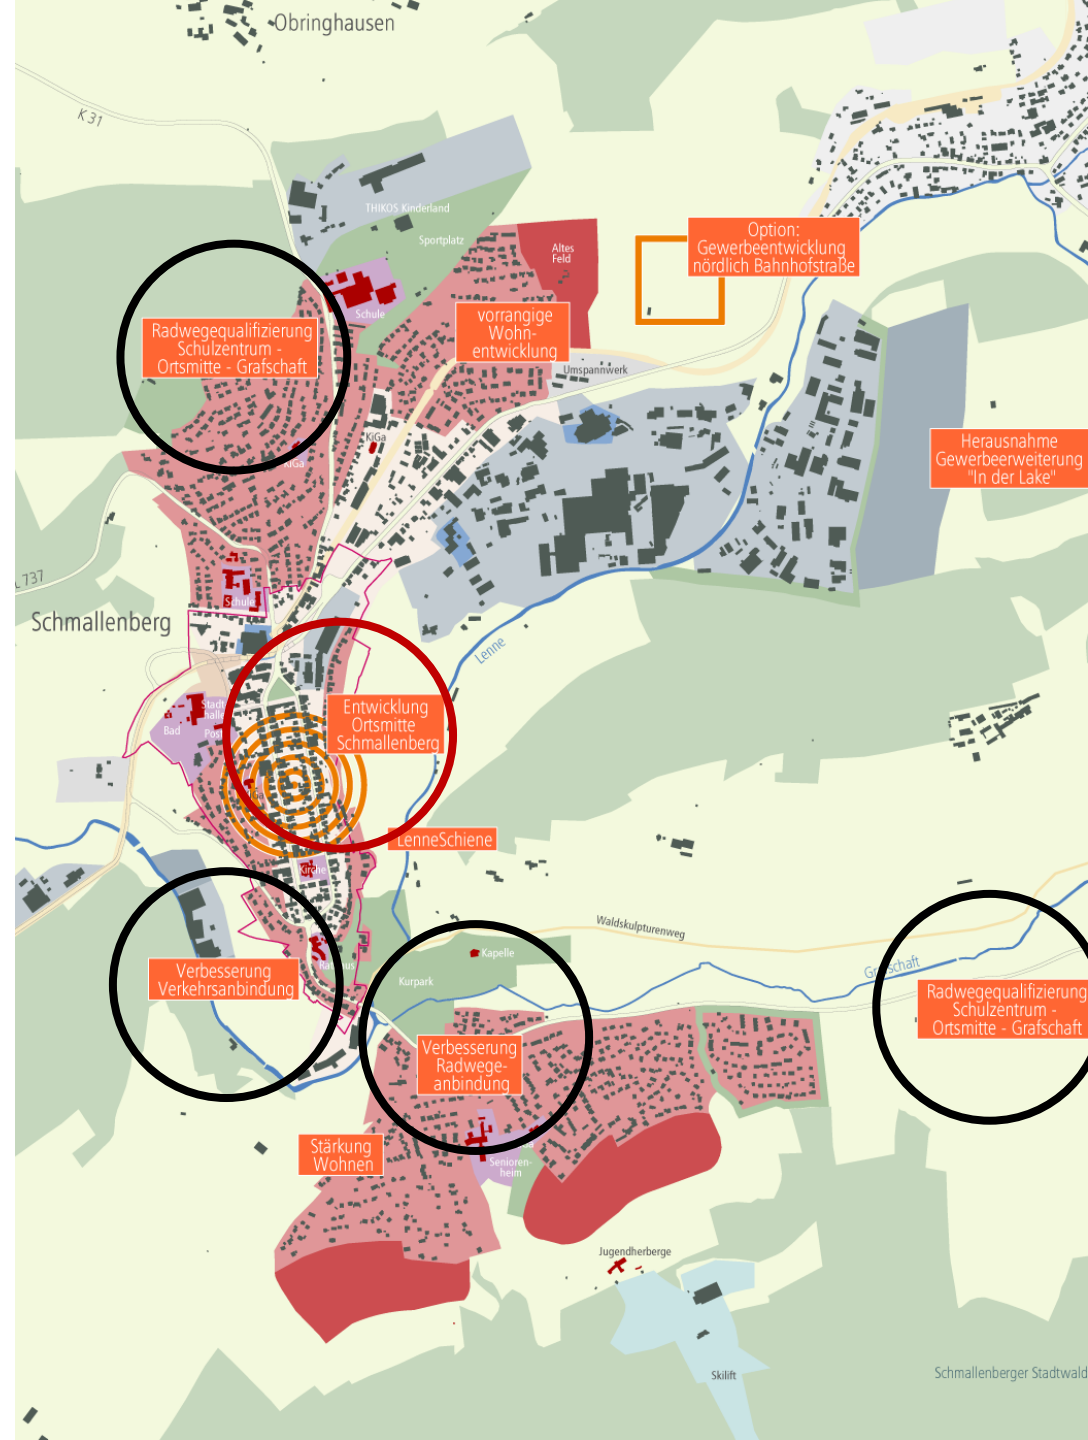 Obringhausen
K 31
THIKOS Kinderland
Sportplatz
Altes
Feld
Option:
Gewerbeentwicklung
nördlich Bahnhofstraße
Schule
vorrangige
Wohn-
entwicklung
Radwegequalifizierung
Schulzentrum -
Ortsmitte - Grafschaft
Umspannwerk
KiGa
KiGa
Herausnahme
Gewerbeerweiterung
"In der Lake"
L 737
Schule
Schmallenberg
Lenne
Stadt-
halle
Bad
Post
Entwicklung
Ortsmitte
Schmallenberg
LenneSchiene
Kirche
Waldskulpturenweg
Kapelle
Rathaus
Kurpark
Grafschaft
Verbesserung
Verkehrsanbindung
Radwegequalifizierung
Schulzentrum -
Ortsmitte - Grafschaft
Verbesserung
Radwege-
anbindung
Stärkung
Wohnen
Senioren-
heim
Jugendherberge
Skilift
Schmallenberger Stadtwald